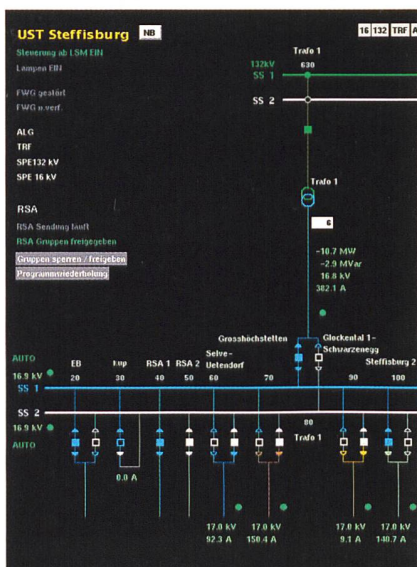 UST Steffisburg NB
16 132 TRF A
Steuerung ab LSM EIN
Lampen EIN
Trafo 1
132kV 630
SS 1
FWG gestört
FWG n.verf.
SS 2
ALG
TRF
SPE132 kV
SPE 16 kV
Trafo 1
RSA
6
RSA Sendung läuft
RSA Gruppen freigegeben
Gruppen sperren / freigeben
Programmwiederholung
-10.7 MW
-2.9 MVar
16.8 kV
382.1 A
Grosshöchstetten
Glockental 1-
Schwarzenegg
AUTO
EB
Kup
RSA 1
RSA 2
Selve-
Uetendorf
Steffisburg 2
16.9 kV
20 30 40 50 60 70 90 100
SS 1
SS 2
16.9 kV
80
AUTO
Trafo 1
0.0 A
17.0 kV 17.0 kV 17.0 kV 17.0 kV
92.3 A 150.4 A 9.1 A 140.7 A